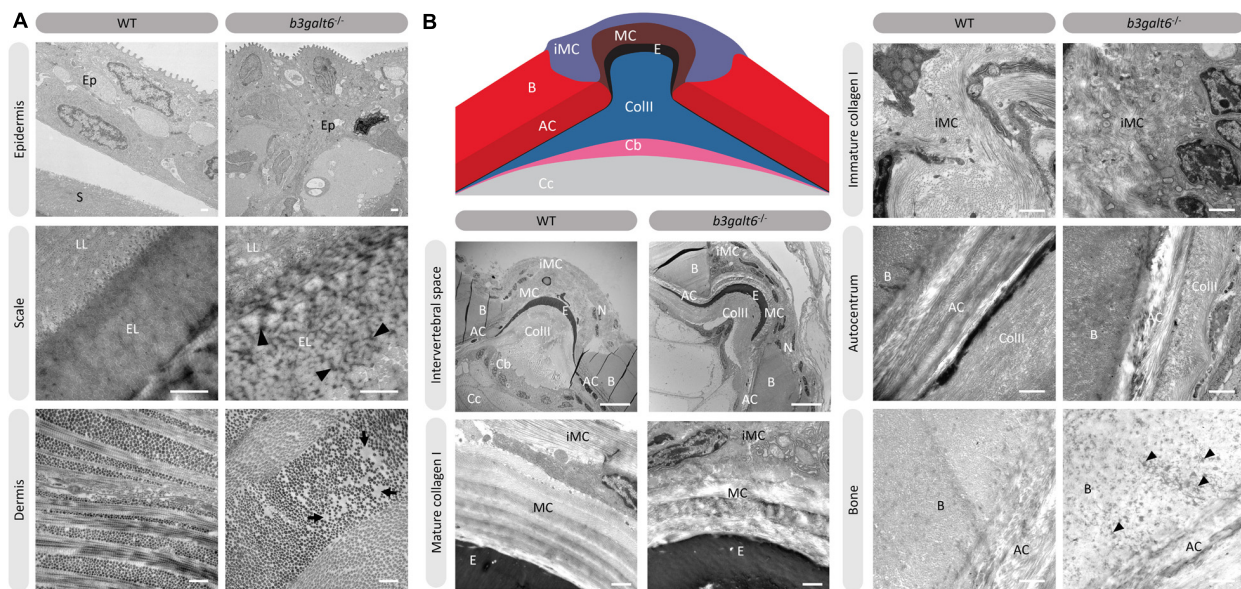 A
WT
b3galt6-/-
Epidermis
Ep
S
Ep
Scale
LL
EL
LL
EL
Dermis
B
iMC
MC
E
B
ColII
AC
Cb
Cc
WT
b3galt6-/-
Intervertebral space
iMC
MC
E
N
B
ColII
AC
Cb
AC
B
Cc
iMC
B
E
AC
MC
ColII
N
B
AC
Mature collagen I
iMC
MC
E
iMC
MC
E
WT
b3galt6-/-
Immature collagen I
iMC
iMC
Autocentrum
B
AC
ColII
B
AC
ColII
Bone
B
AC
B
AC